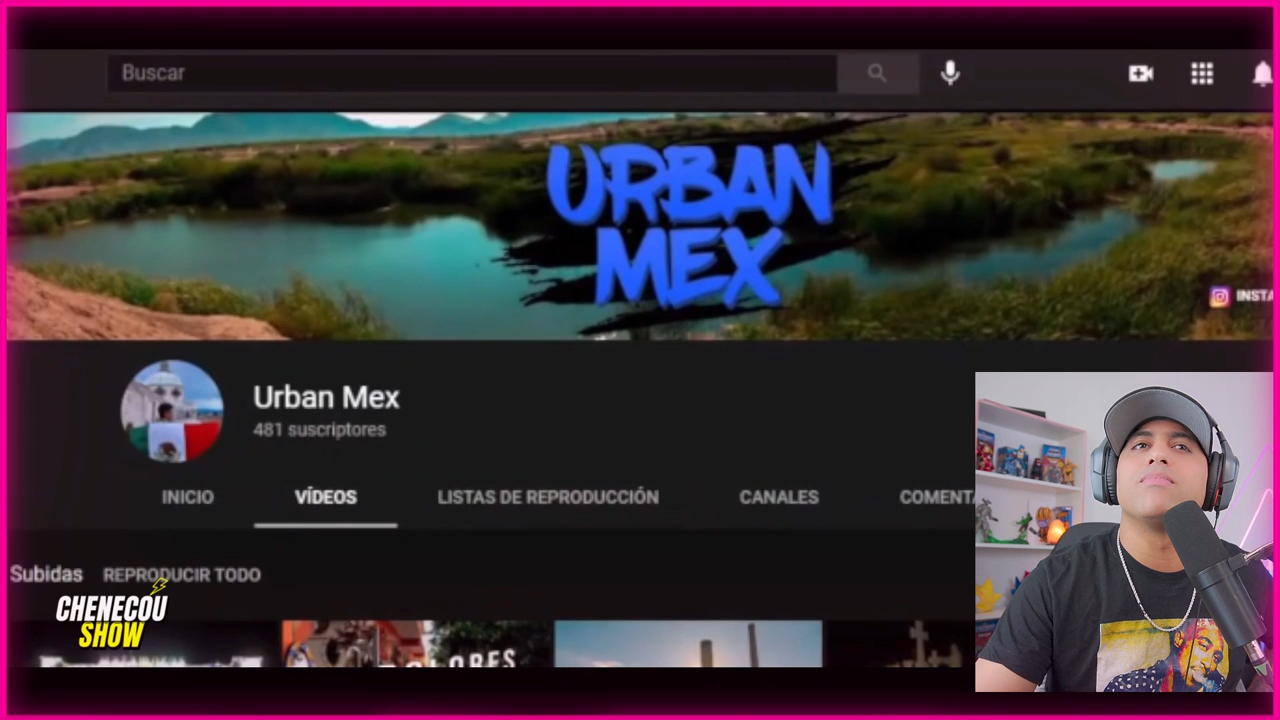 Buscar
URBAN
MEX
INSTA
Urban Mex
481 suscriptores
INICIO
VÍDEOS
LISTAS DE REPRODUCCIÓN
CANALES
COMENTA
Subidas
REPRODUCIR TODO
CHENECOU
SHOW